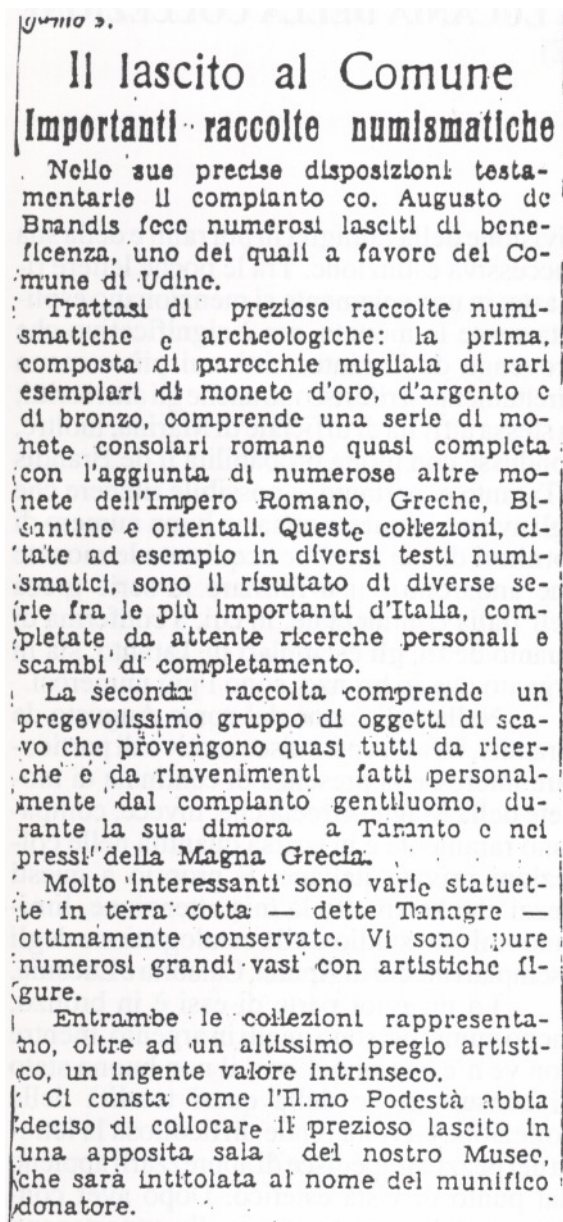 Il lascito al Comune
Importanti raccolte numismatiche
Nelle sue precise disposizioni testa-
mentarie il compianto co. Augusto de
Brandis fece numerosi lasciti di bene-
ficenza, uno dei quali a favore del Co-
mune di Udine.
Trattasi di preziose raccolte numi-
smatiche e archeologiche: la prima,
composta di parecchie migliaia di rari
esemplari di monete d'oro, d'argento e
di bronzo, comprende una serie di mo-
nete consolari romane quasi completa
con l'aggiunta di numerose altre mo-
nete dell'Impero Romano, Greche, Bi-
santine e orientali. Queste collezioni, ci-
tate ad esempio in diversi testi numi-
smatici, sono il risultato di diverse se-
rie fra le più importanti d'Italia, com-
pletate da attente ricerche personali e
scambi di completamento.
La seconda raccolta comprende un
pregevolissimo gruppo di oggetti di sca-
vo che provengono quasi tutti da ricer-
che e da rinvenimenti fatti personal-
mente dal compianto gentiluomo, du-
rante la sua dimora a Taranto e nei
pressi della Magna Grecia.
Molto interessanti sono varie statuet-
te in terra cotta — dette Tanagre —
ottimamente conservate. Vi sono pure
numerosi grandi vasi con artistiche fi-
gure.
Entrambe le collezioni rappresenta-
no, oltre ad un altissimo pregio artisti-
co, un ingente valore intrinseco.
Ci consta come l'Ill.mo Podestà abbia
deciso di collocare il prezioso lascito in
una apposita sala del nostro Museo,
che sarà intitolata al nome del munifico
donatore.